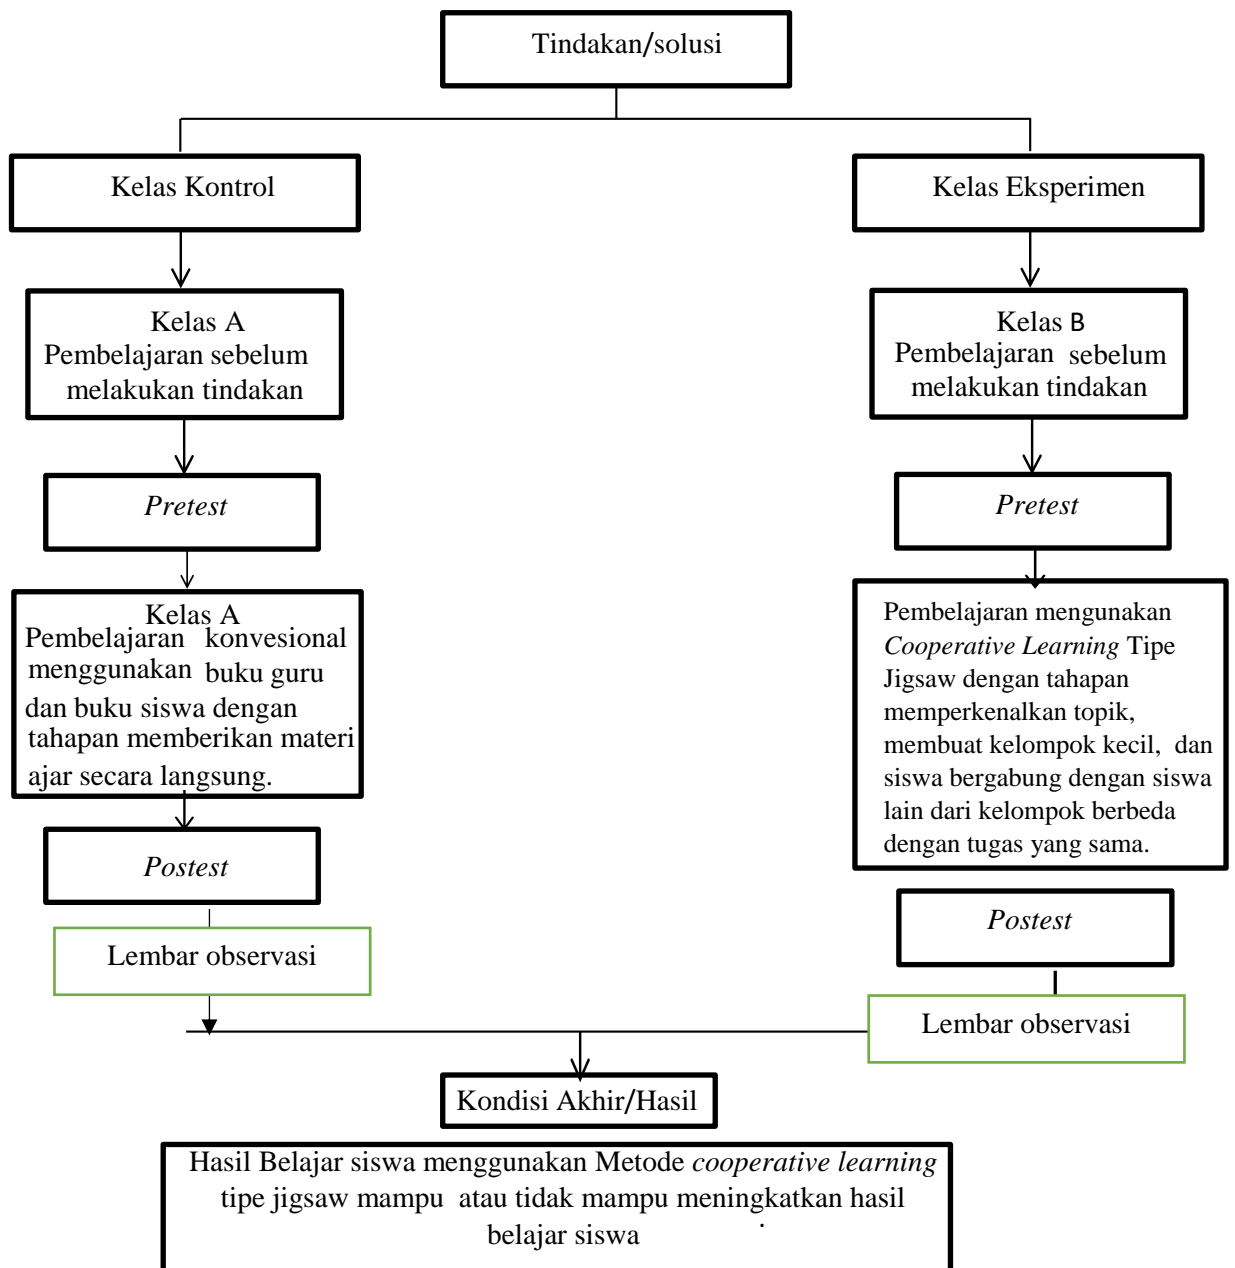 Tindakan/solusi
Kelas Kontrol
Kelas Eksperimen
Kelas A
Pembelajaran sebelum
melakukan tindakan
Kelas B
Pembelajaran sebelum
melakukan tindakan
Pretest
Pretest
Kelas A
Pembelajaran konvesional
menggunakan buku guru
dan buku siswa dengan
tahapan memberikan materi
ajar secara langsung.
Pembelajaran mengunakan
Cooperative Learning Tipe
Jigsaw dengan tahapan
memperkenalkan topik,
membuat kelompok kecil, dan
siswa bergabung dengan siswa
lain dari kelompok berbeda
dengan tugas yang sama.
Postest
Postest
Lembar observasi
Lembar observasi
Kondisi Akhir/Hasil
Hasil Belajar siswa menggunakan Metode cooperative learning
tipe jigsaw mampu atau tidak mampu meningkatkan hasil
belajar siswa .